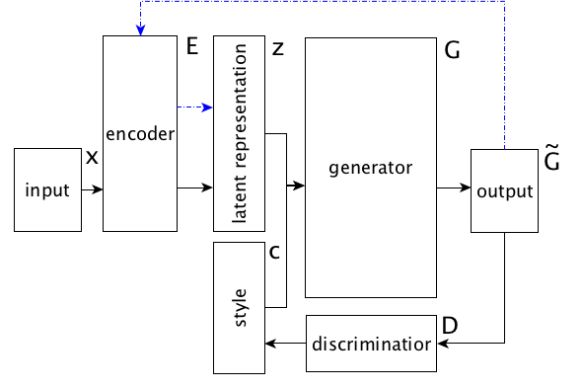 E
z
G
encoder
latent representation
x
input
generator
G̃
output
c
style
D
discriminatior